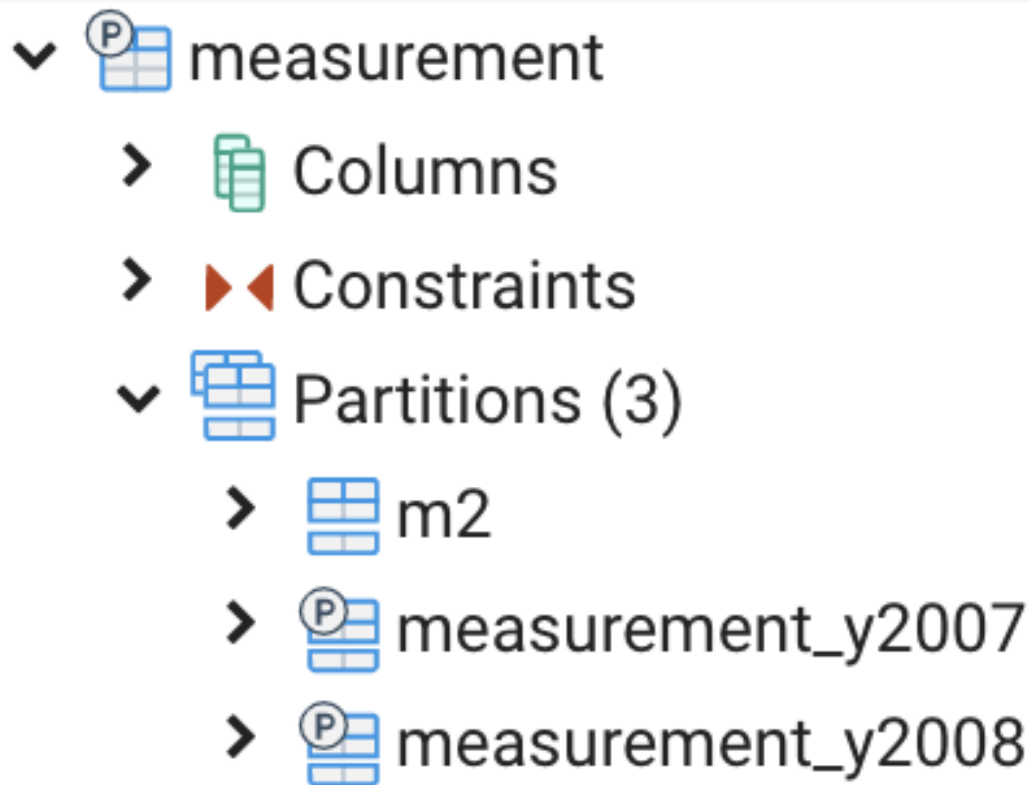 P measurement
Columns
Constraints
Partitions (3)
m2
P measurement_y2007
P measurement_y2008